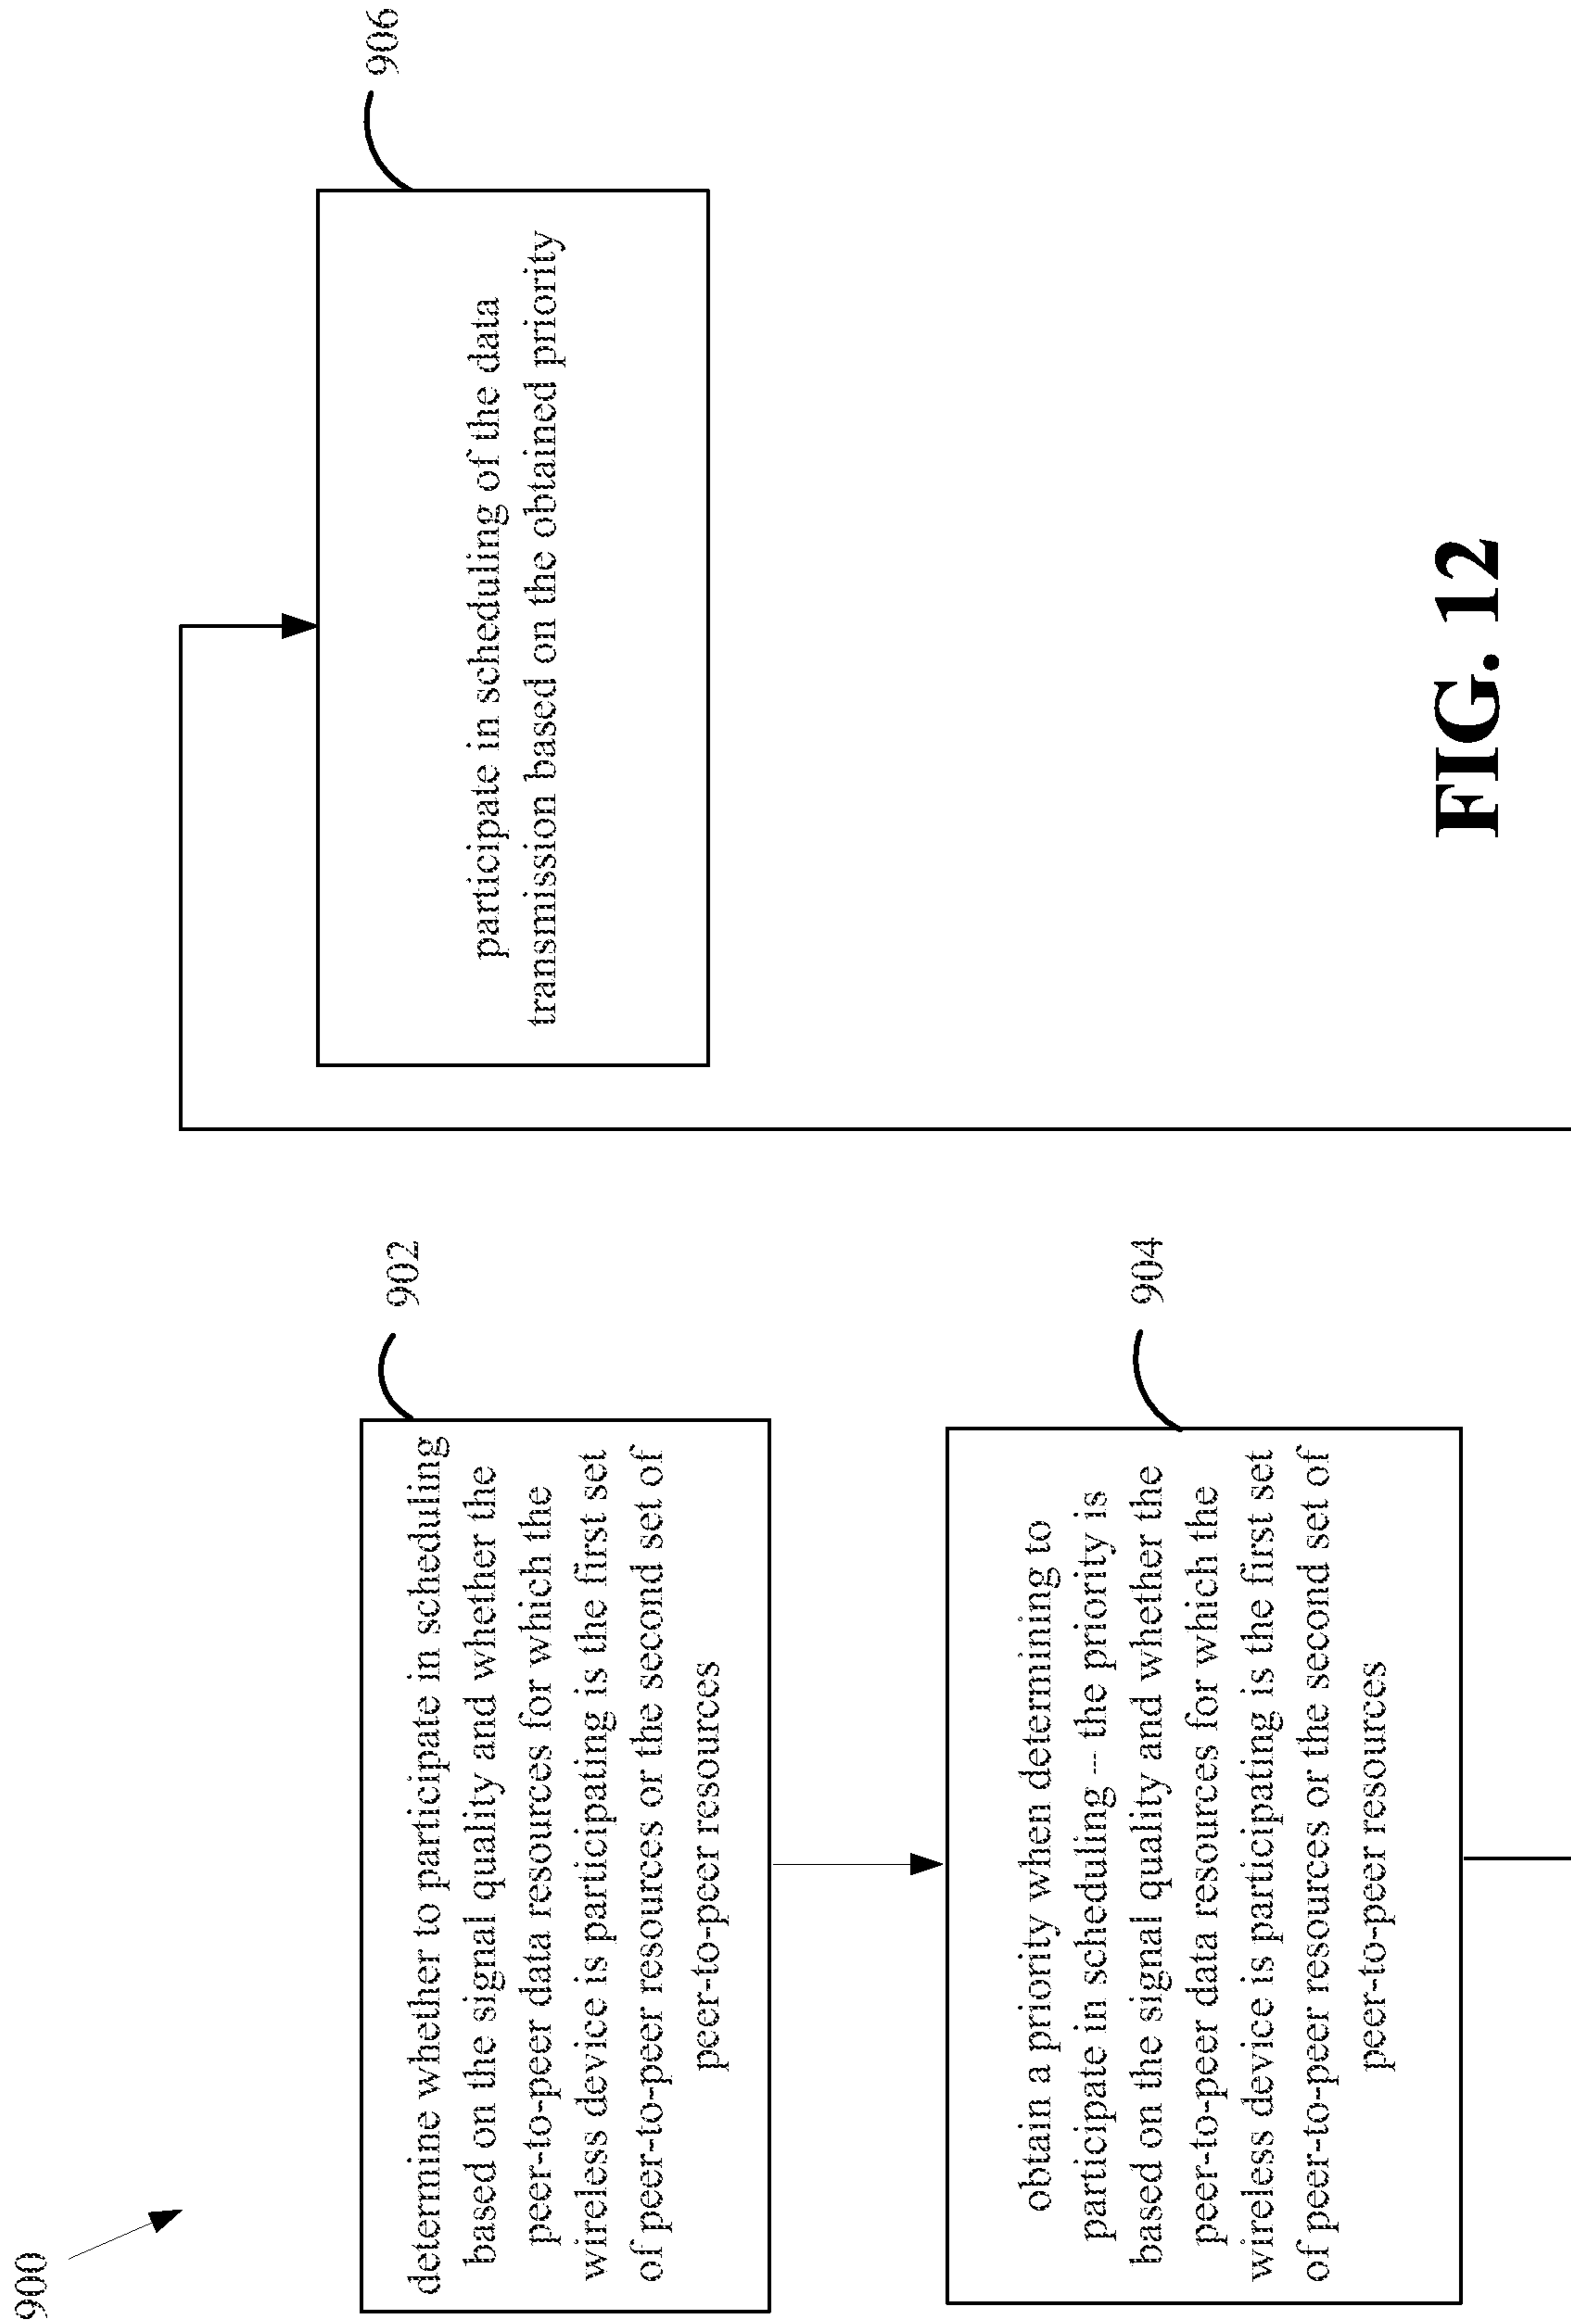 900
902
determine whether to participate in scheduling
based on the signal quality and whether the
peer-to-peer data resources for which the
wireless device is participating is the first set
of peer-to-peer resources or the second set of
peer-to-peer resources
904
obtain a priority when determining to
participate in scheduling -- the priority is
based on the signal quality and whether the
peer-to-peer data resources for which the
wireless device is participating is the first set
of peer-to-peer resources or the second set of
peer-to-peer resources
906
participate in scheduling of the data
transmission based on the obtained priority
FIG. 12